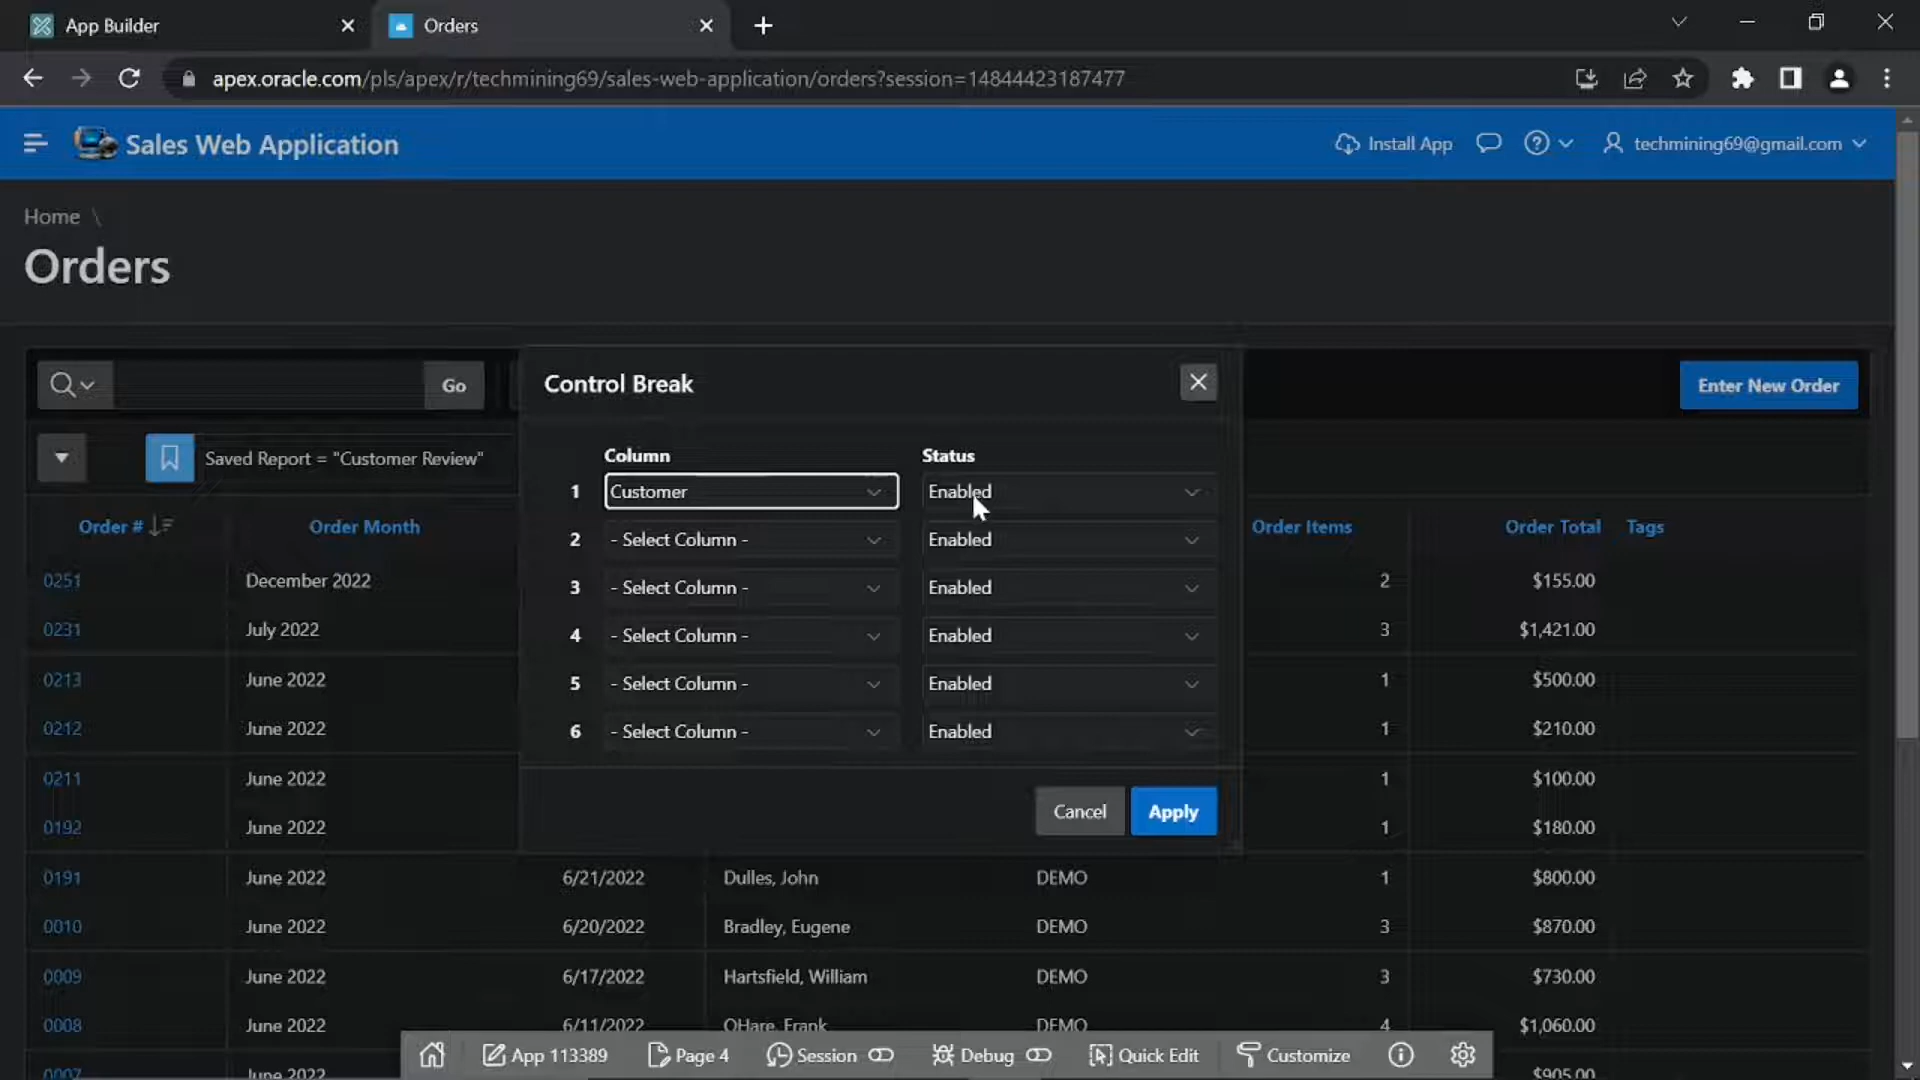 App Builder
Orders
apex.oracle.com/pls/apex/r/techmining69/sales-web-application/orders?session=14844423187477
Sales Web Application
Install App
techmining69@gmail.com
Home \
Orders
Go
Control Break
Enter New Order
Saved Report = "Customer Review"
Column Status
1 Customer Enabled
2 - Select Column - Enabled
3 - Select Column - Enabled
4 - Select Column - Enabled
5 - Select Column - Enabled
6 - Select Column - Enabled
Cancel Apply
Order # Order Month Order Items Order Total Tags
0251 December 2022 2 $155.00
0231 July 2022 3 $1,421.00
0213 June 2022 1 $500.00
0212 June 2022 1 $210.00
0211 June 2022 1 $100.00
0192 June 2022 1 $180.00
0191 June 2022 6/21/2022 Dulles, John DEMO 1 $800.00
0010 June 2022 6/20/2022 Bradley, Eugene DEMO 3 $870.00
0009 June 2022 6/17/2022 Hartsfield, William DEMO 3 $730.00
0008 June 2022 6/11/2022 OHare, Frank DEMO 4 $1,060.00
0007 June 2022 $905.00
App 113389 Page 4 Session Debug Quick Edit Customize